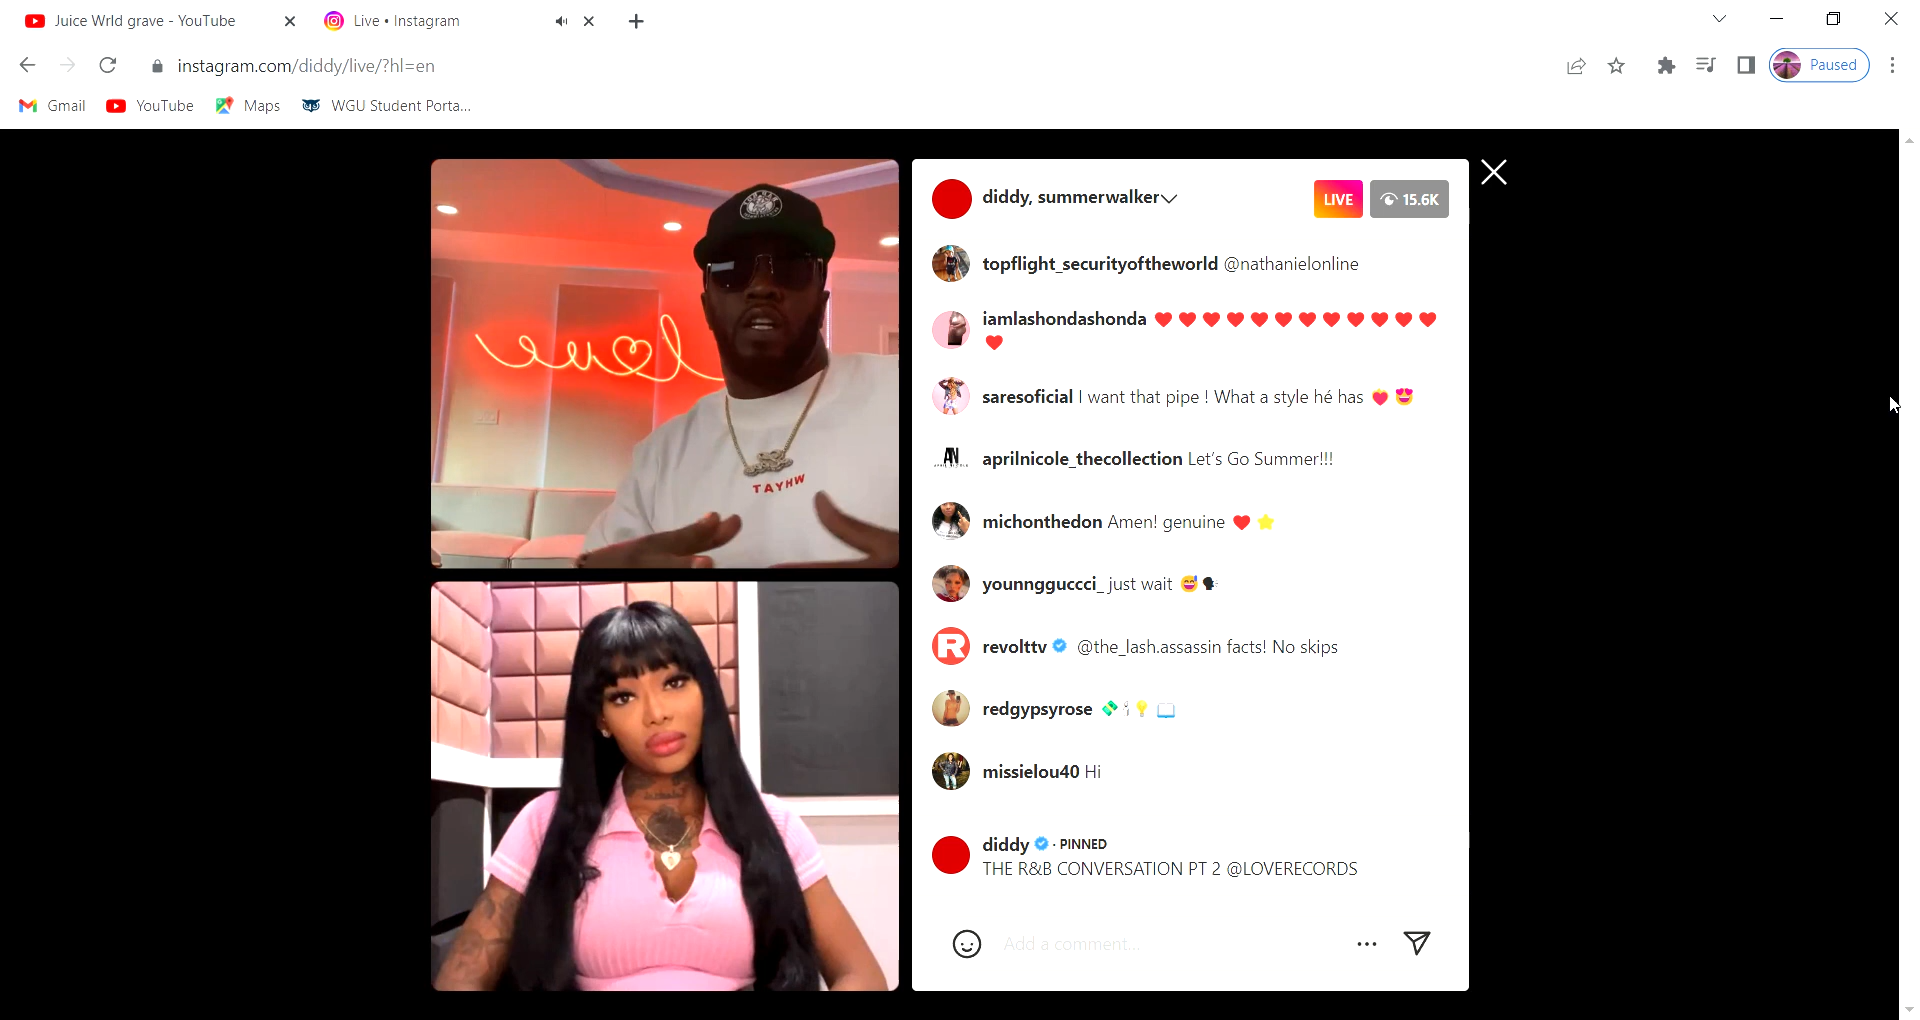 Juice Wrld grave - YouTube
Live • Instagram
instagram.com/diddy/live/?hl=en
Paused
Gmail
YouTube
Maps
WGU Student Porta...
diddy, summerwalker
LIVE
15.6K
topflight_securityoftheworld @nathanielonline
iamlashondashonda ❤️ ❤️ ❤️ ❤️ ❤️ ❤️ ❤️ ❤️ ❤️ ❤️ ❤️ ❤️
❤️
saresoficial I want that pipe ! What a style hé has
aprilnicole_thecollection Let's Go Summer!!!
michonthedon Amen! genuine ❤️ ⭐
younngguccci_ just wait 😅🗣
revolttv @the_lash.assassin facts! No skips
redgypsyrose
missielou40 Hi
diddy · PINNED
THE R&B CONVERSATION PT 2 @LOVERECORDS
Add a comment...
love
TAYHW